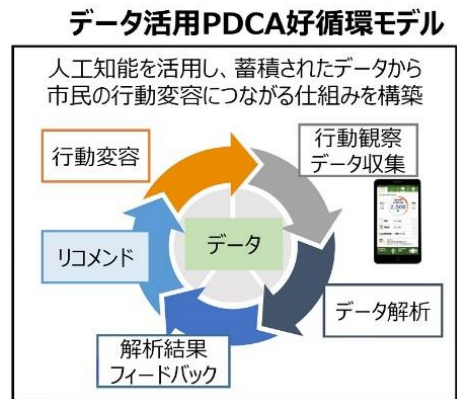 データ活用PDCA好循環モデル
人工知能を活用し、蓄積されたデータから
市民の行動変容につながる仕組みを構築
行動変容
行動観察
データ収集
リコメンド
データ
データ解析
解析結果
フィードバック